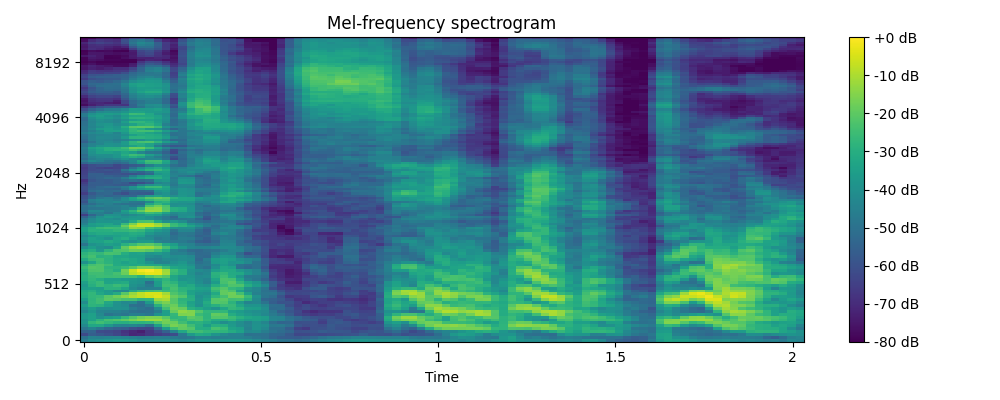 Mel-frequency spectrogram
Hz
8192
4096
2048
1024
512
0
0
0.5
1
1.5
2
Time
+0 dB
-10 dB
-20 dB
-30 dB
-40 dB
-50 dB
-60 dB
-70 dB
-80 dB